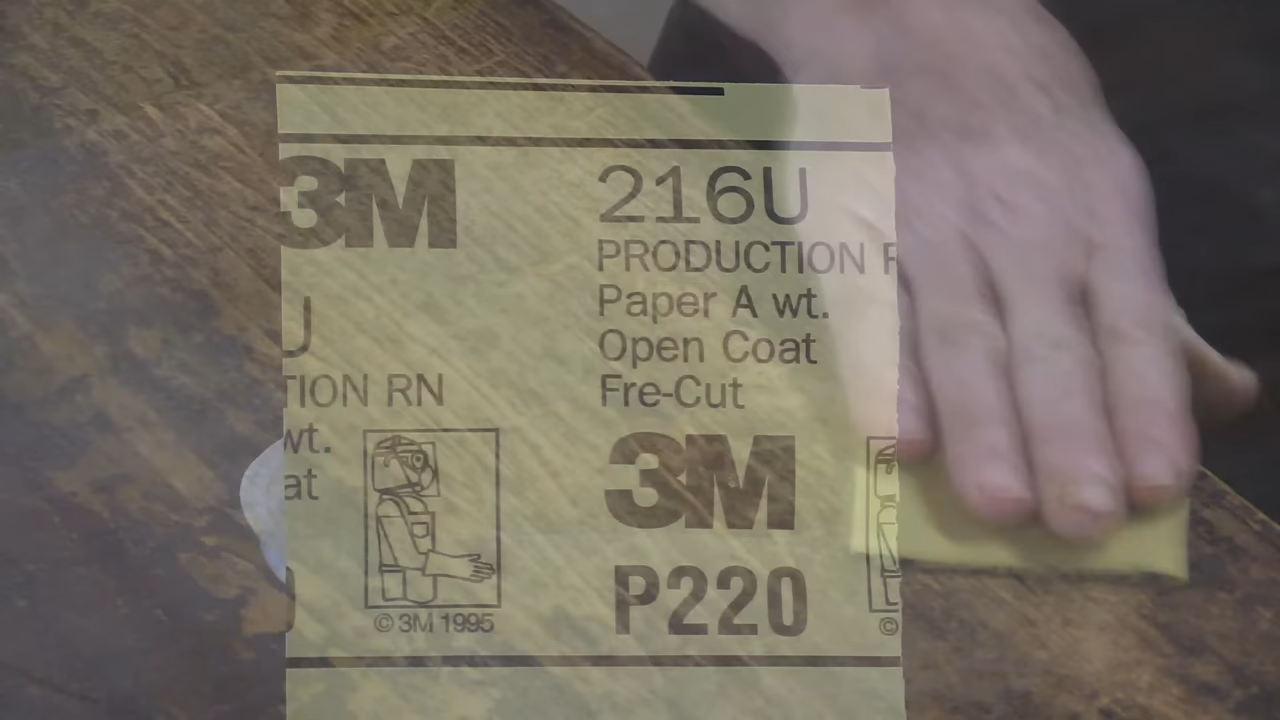 3M
216U
PRODUCTION
Paper A wt.
Open Coat
Fre-Cut
TION RN
wt.
at
3M
P220
© 3M 1995
©